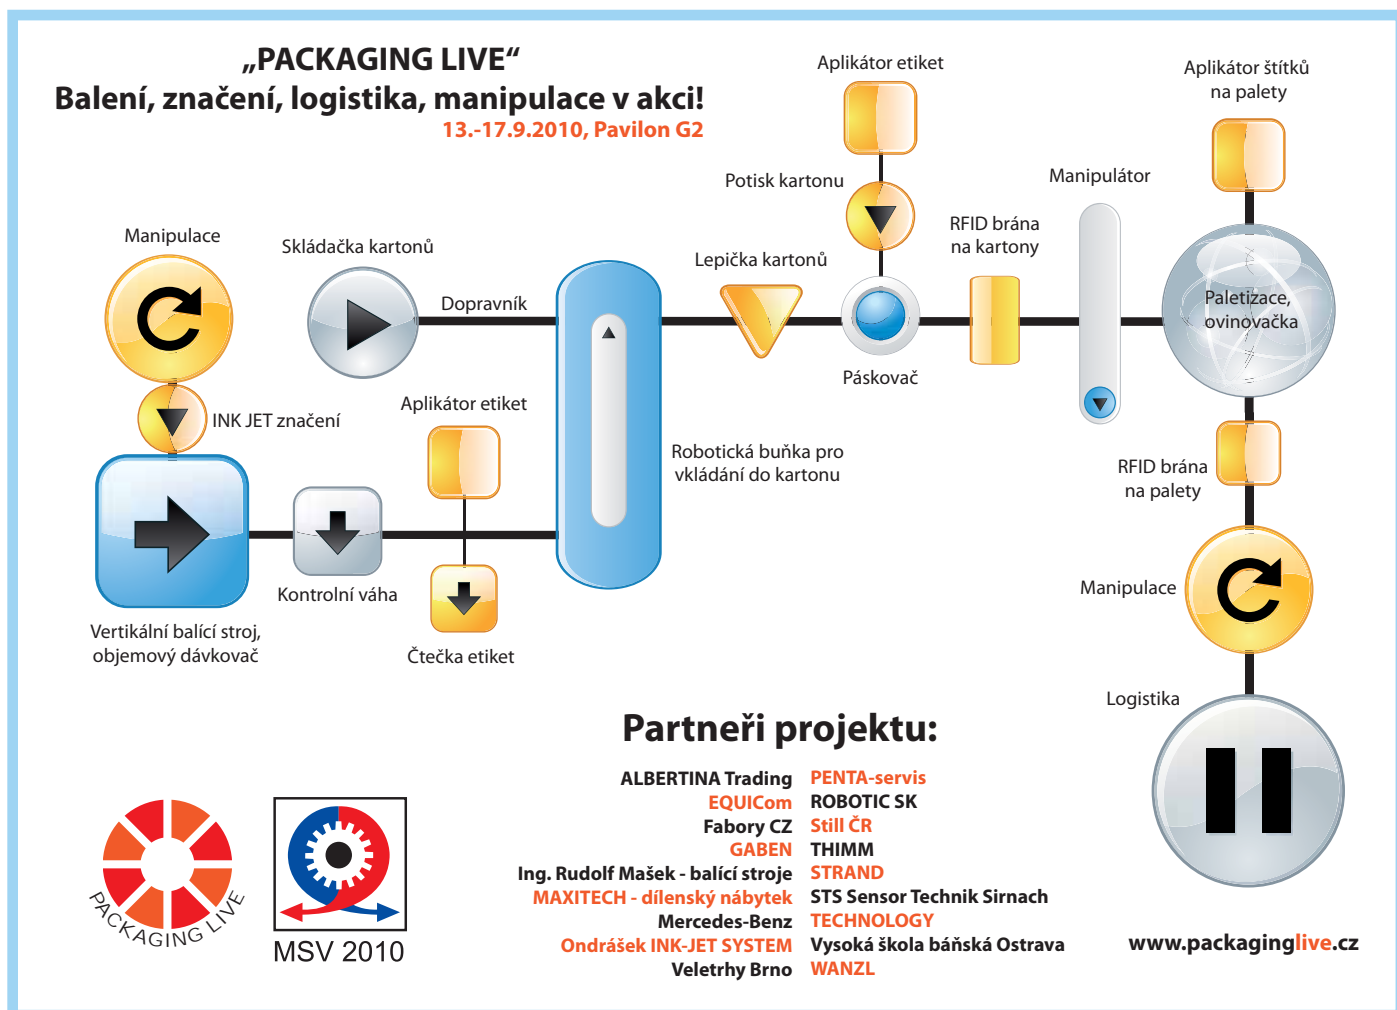 „PACKAGING LIVE“
Balení, značení, logistika, manipulace v akci!
13.-17.9.2010, Pavilon G2
Aplikátor etiket
Aplikátor štítků
na palety
Potisk kartonu
Manipulátor
Manipulace
Skládačka kartonů
RFID brána
na kartony
Lepička kartonů
Dopravník
Paletizace,
ovinovačka
Páskovač
INK JET značení
Aplikátor etiket
Robotická buňka pro
vkládání do kartonu
RFID brána
na palety
Kontrolní váha
Manipulace
Vertikální balící stroj,
objemový dávkovač
Čtečka etiket
Logistika
Partneři projektu:
ALBERTINA Trading PENTA-servis
EQUICom ROBOTIC SK
Fabory CZ Still ČR
GABEN THIMM
Ing. Rudolf Mašek - balící stroje STRAND
MAXITECH - dílenský nábytek STS Sensor Technik Sirnach
Mercedes-Benz TECHNOLOGY
Ondrášek INK-JET SYSTEM Vysoká škola báňská Ostrava
Veletrhy Brno WANZL
PACKAGING LIVE
MSV 2010
www.packaginglive.cz